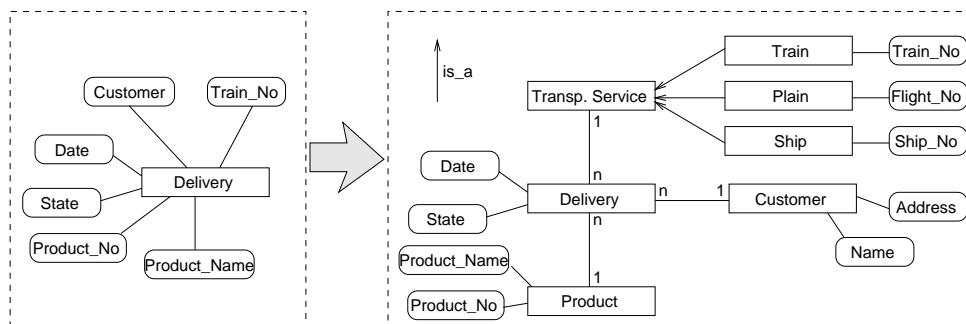 Customer
Train_No
Date
Delivery
State
Product_No
Product_Name
is_a
Train
Train_No
Transp. Service
Plain
Flight_No
1
Ship
Ship_No
Date
n
Delivery
n
1
Customer
State
n
Address
Product_Name
Name
1
Product_No
Product